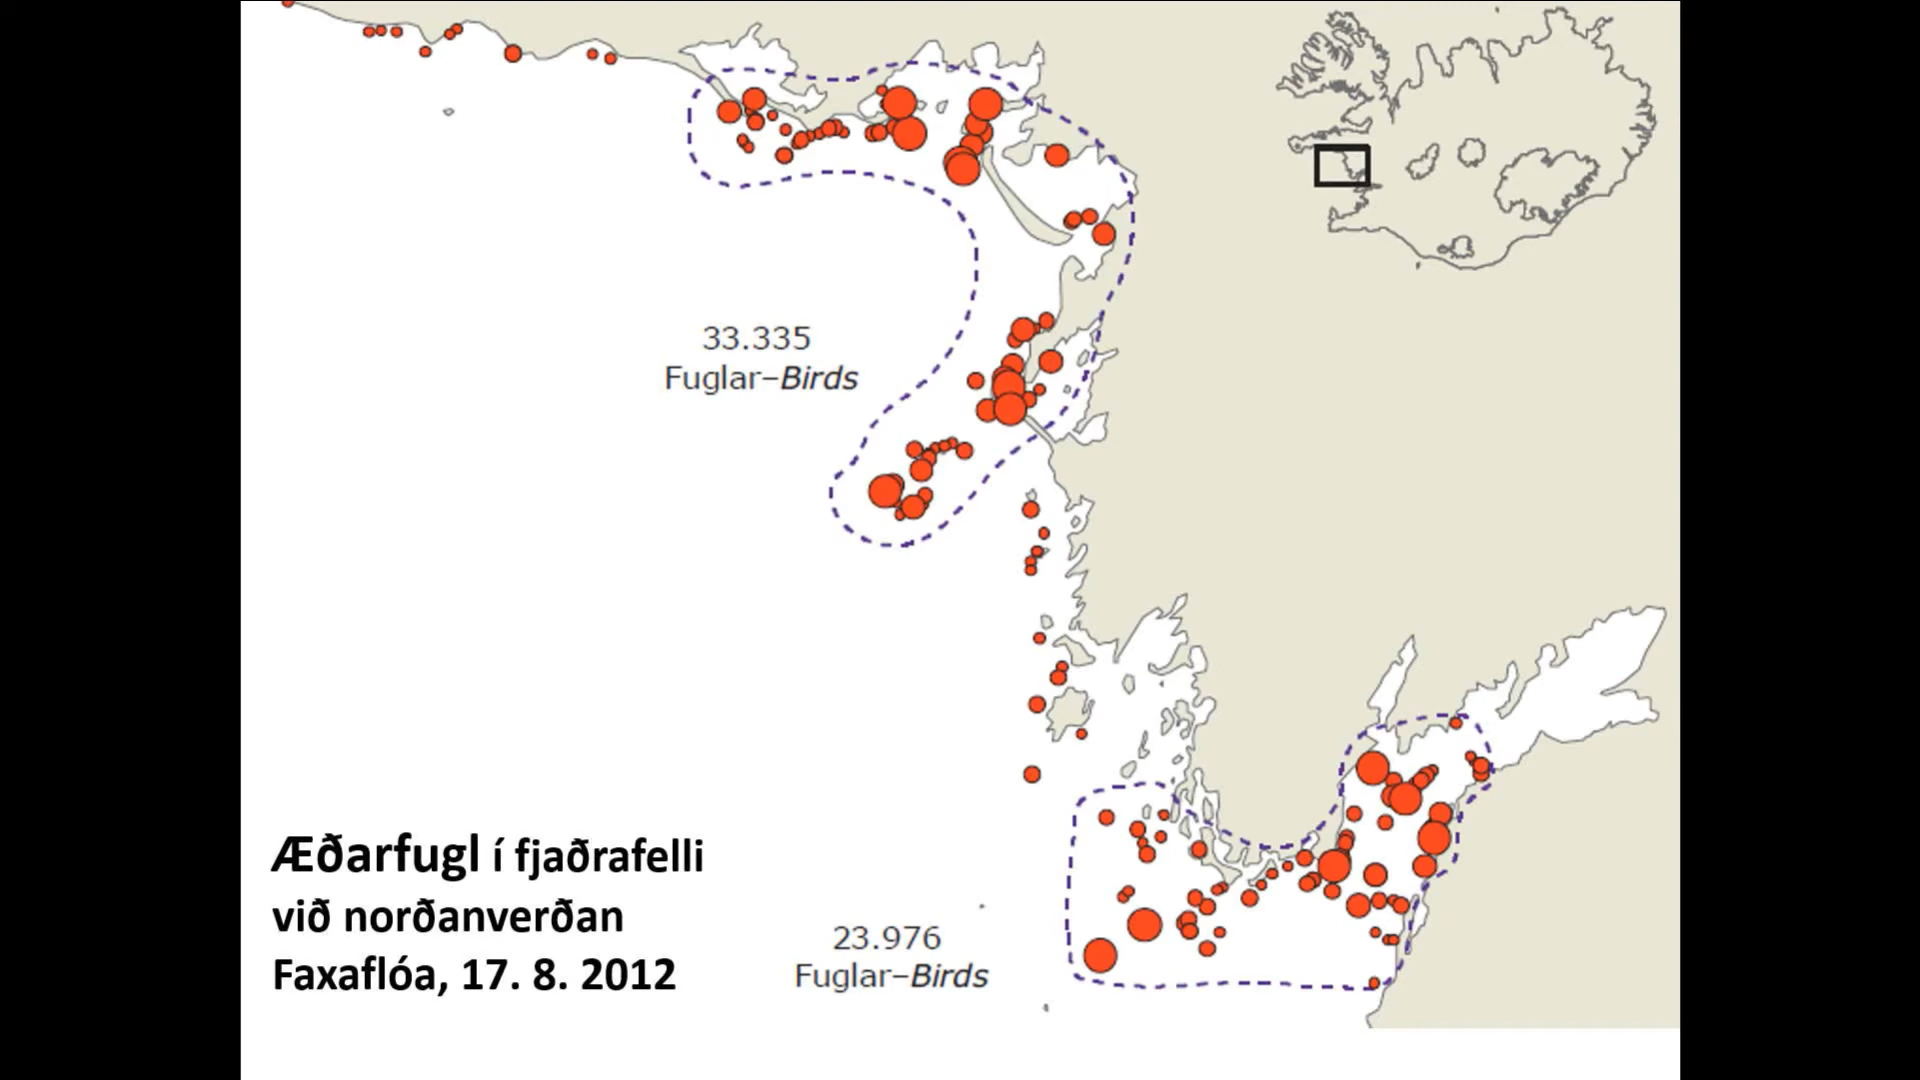 33.335
Fuglar–Birds
Æðarfugl í fjaðrafelli
við norðanverðan
Faxaflóa, 17. 8. 2012
23.976
Fuglar–Birds